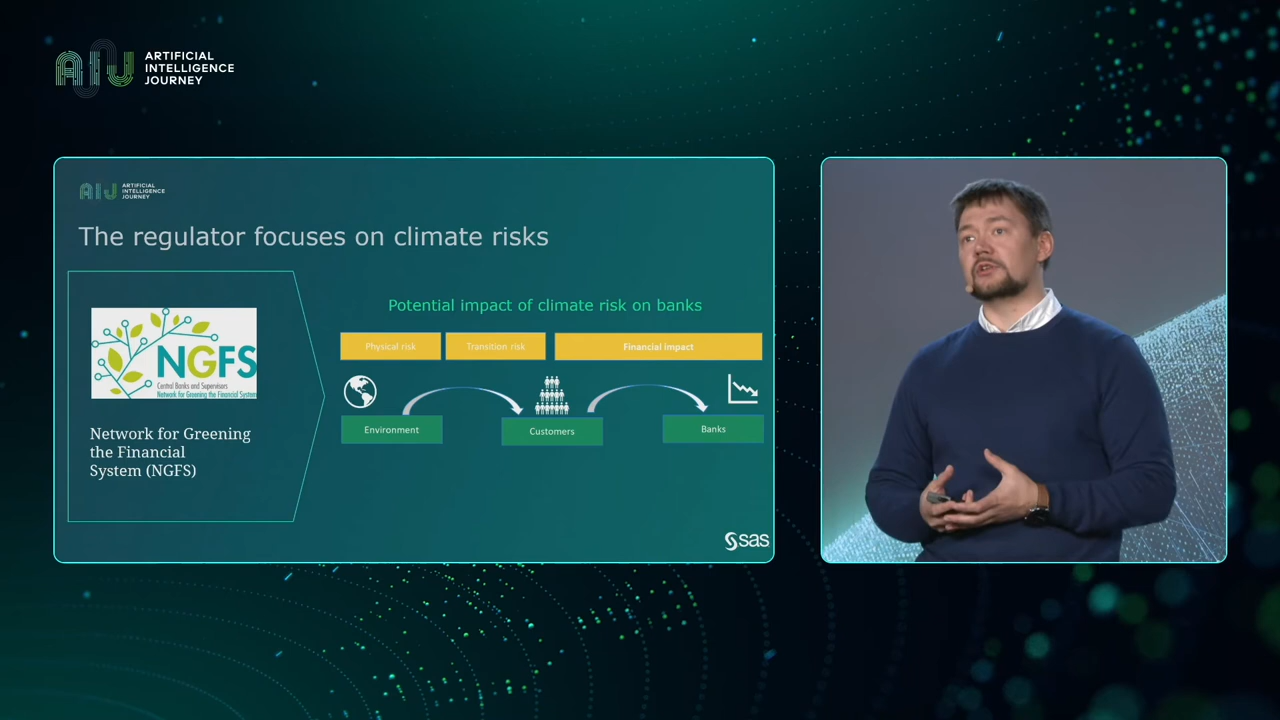 ARTIFICIAL
INTELLIGENCE
JOURNEY
AIJ
ARTIFICIAL
INTELLIGENCE
JOURNEY
The regulator focuses on climate risks
NGFS
Central Banks and Supervisors
Network for Greening the Financial System
Network for Greening
the Financial
System (NGFS)
Potential impact of climate risk on banks
Physical risk
Transition risk
Financial impact
Environment
Customers
Banks
sas